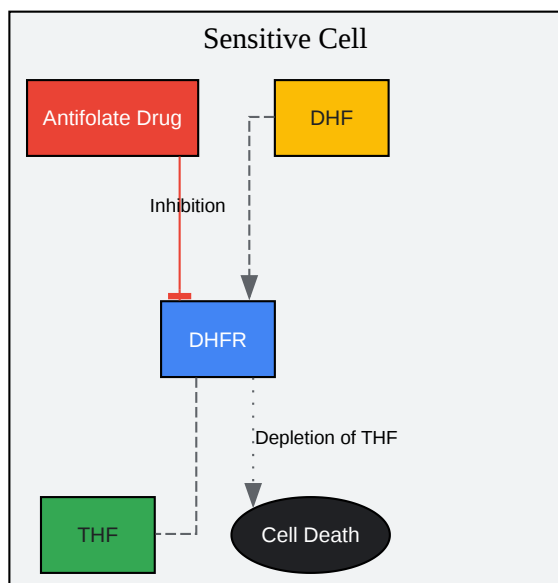 Sensitive Cell
Antifolate Drug
DHF
Inhibition
DHFR
Depletion of THF
THF
Cell Death